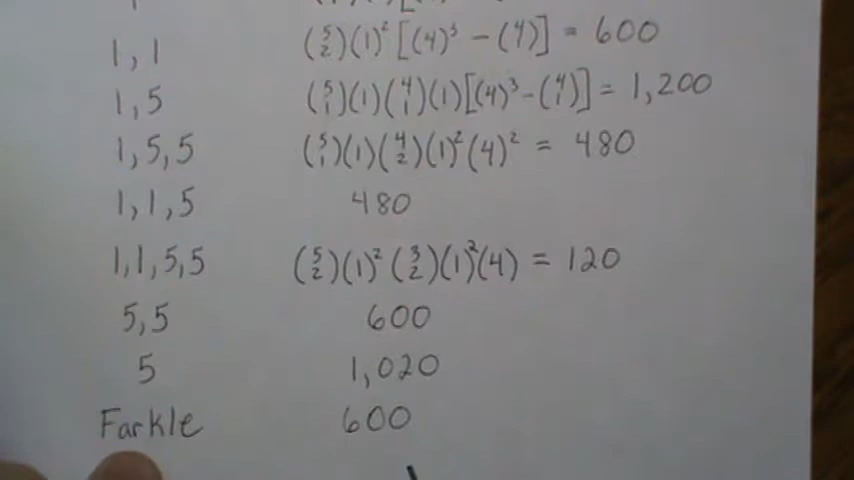 1,1 (5 2)(1)² [(4)³ - (4 1)] = 600
1,5 (5 1)(1)(4 1)(1)[(4)³-(4 1)] = 1,200
1,5,5 (5 1)(1)(4 2)(1)²(4)² = 480
1,1,5 480
1,1,5,5 (5 2)(1)² (3 2)(1)²(4) = 120
5,5 600
5 1,020
Farkle 600